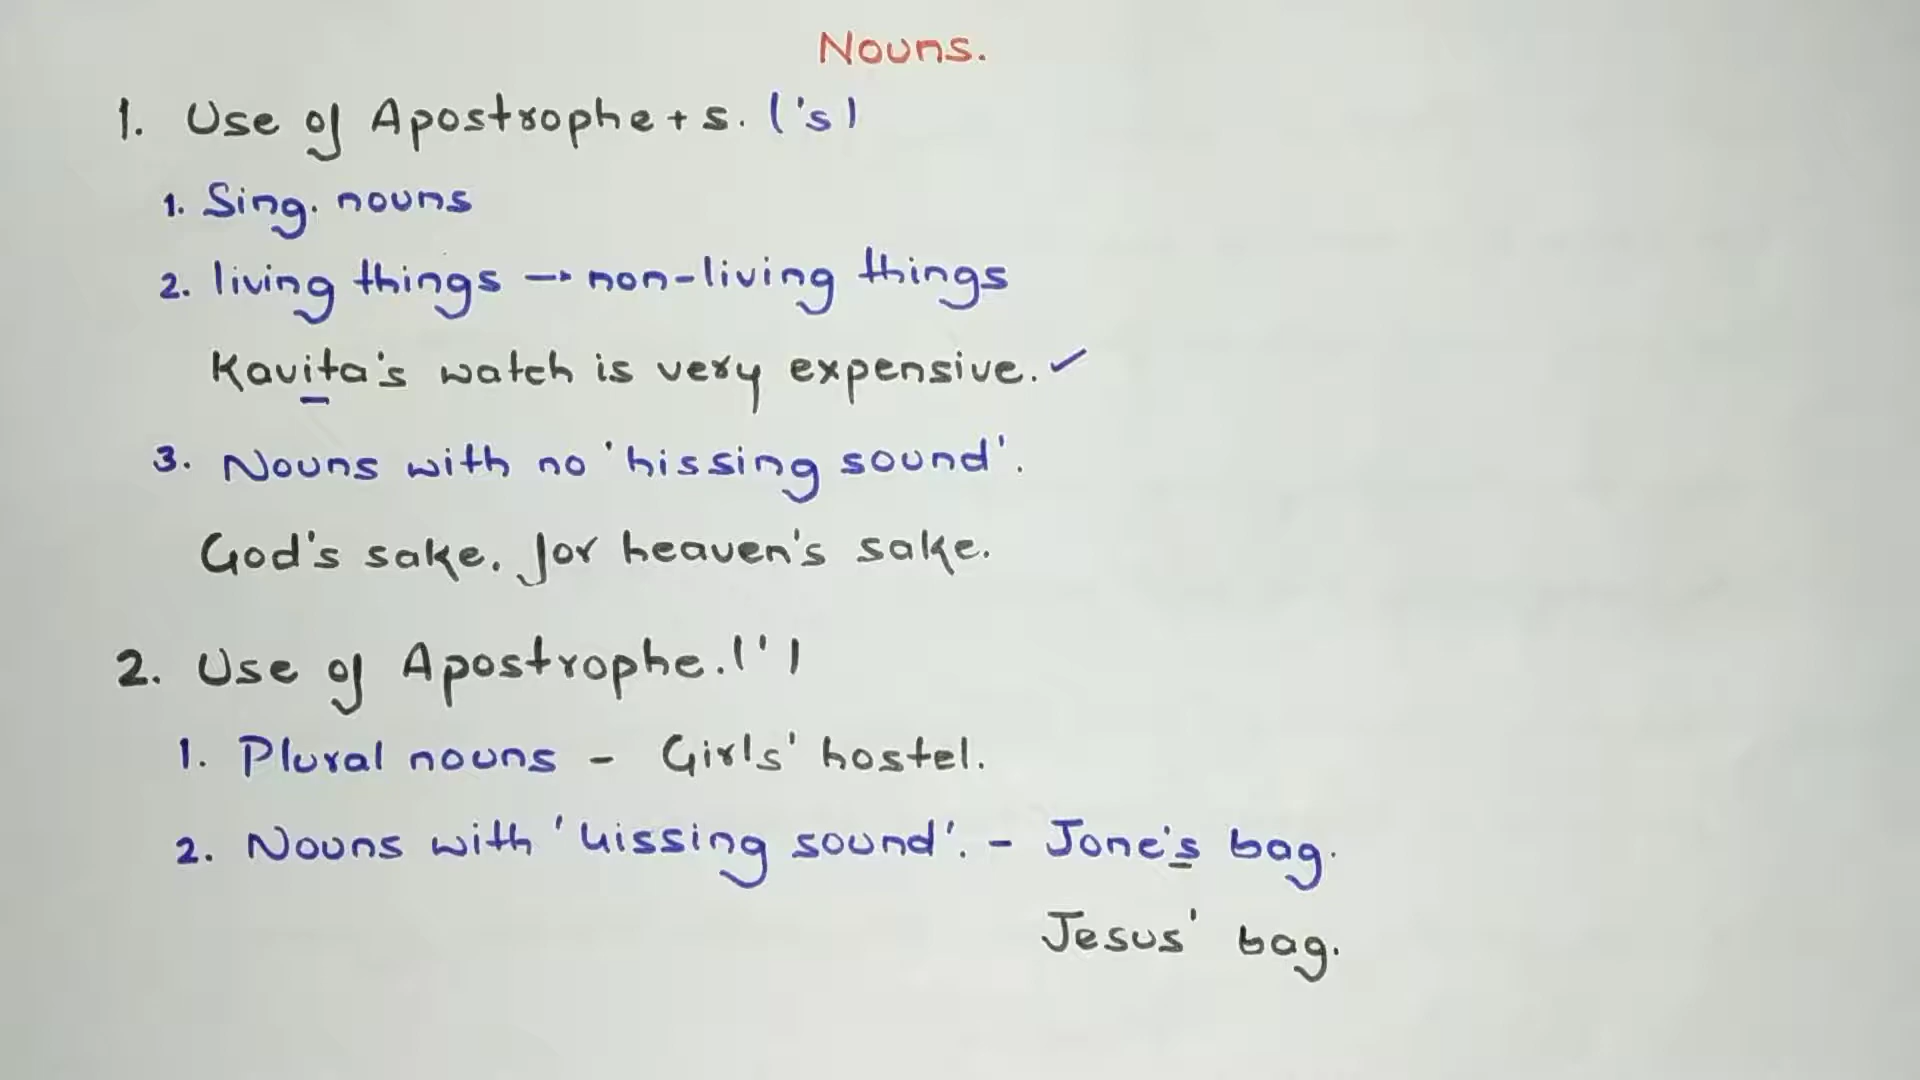 Nouns.
1. Use of Apostrophe + s. ('s)
1. Sing. nouns
2. living things → non-living things
Kavita's watch is very expensive. ✓
3. Nouns with no 'hissing sound'.
God's sake. for heaven's sake.
2. Use of Apostrophe. (')
1. Plural nouns - Girls' hostel.
2. Nouns with 'hissing sound'. - Jone's bag.
Jesus' bag.